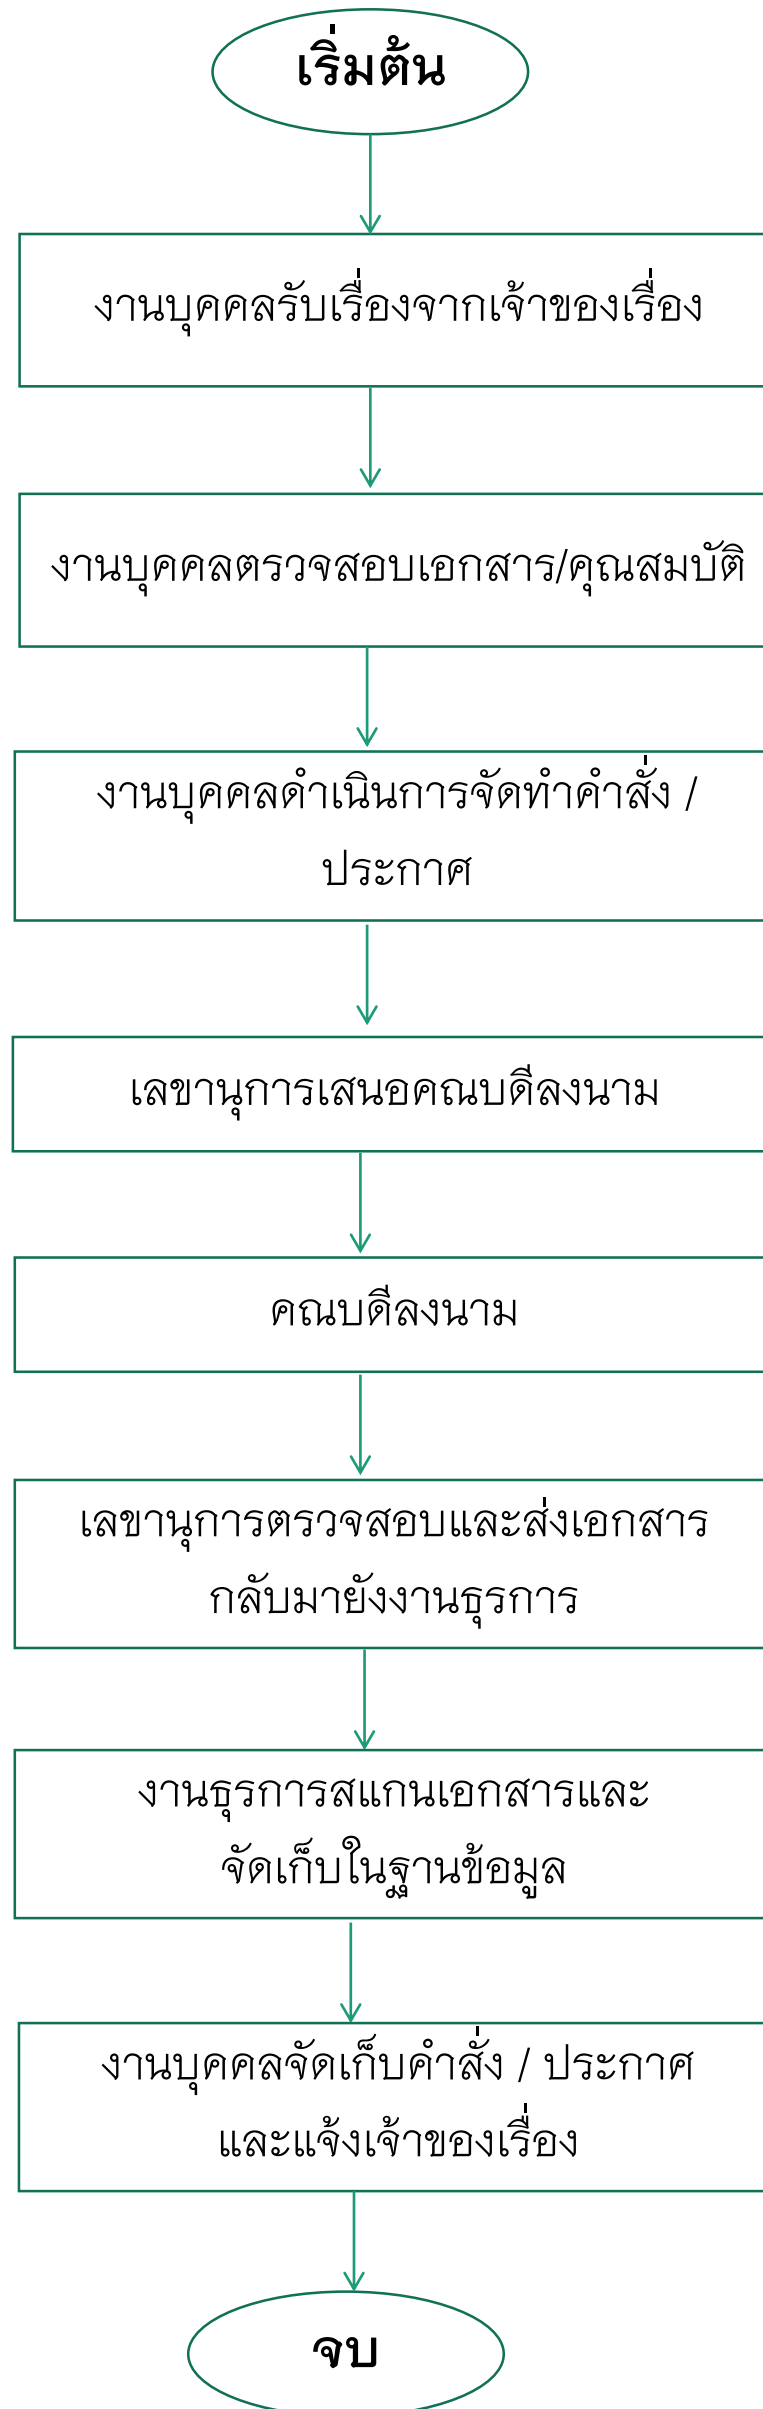 เริ่มต้น
งานบุคคลรับเรื่องจากเจ้าของเรื่อง
งานบุคคลตรวจสอบเอกสาร/คุณสมบัติ
งานบุคคลดำเนินการจัดทำคำสั่ง /
ประกาศ
เลขานุการเสนอคณบดีลงนาม
คณบดีลงนาม
เลขานุการตรวจสอบและส่งเอกสาร
กลับมายังงานธุรการ
งานธุรการสแกนเอกสารและ
จัดเก็บในฐานข้อมูล
งานบุคคลจัดเก็บคำสั่ง / ประกาศ
และแจ้งเจ้าของเรื่อง
จบ